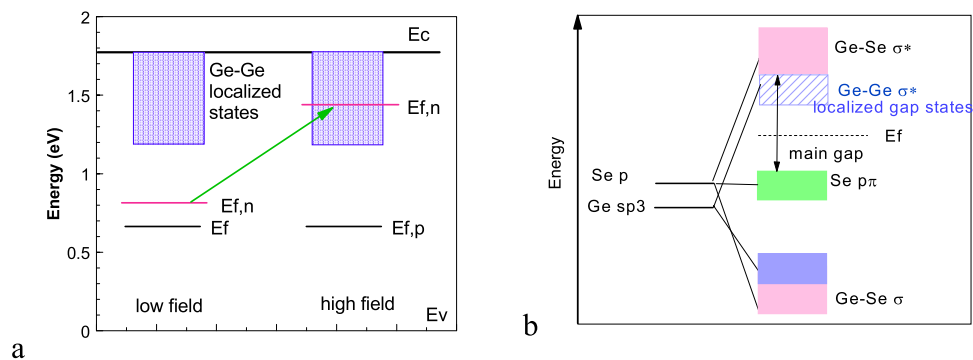 2
1.5
1
0.5
0
Energy (eV)
Ec
Ge-Ge
localized
states
Ef,n
Ef,n
Ef
Ef,p
low field
high field
Ev
a
Energy
Ge-Se σ*
Ge-Ge σ*
localized gap states
Ef
main gap
Se p
Se pπ
Ge sp3
Ge-Se σ
b